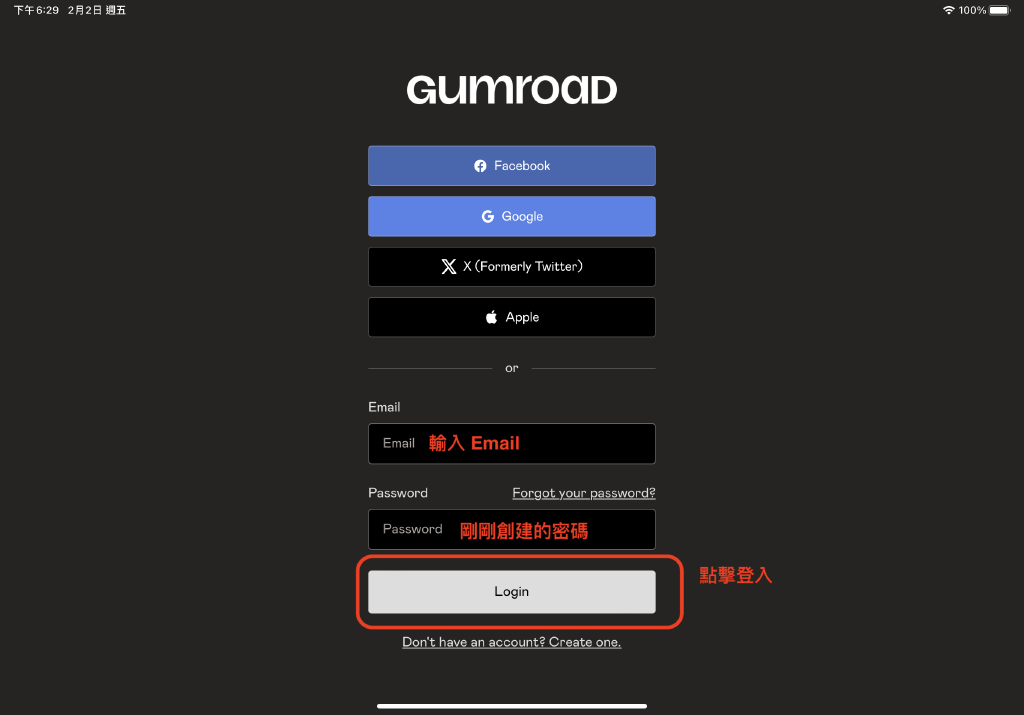 下午6:29 2月2日 週五 100%
GUMROAD
Facebook
Google
X (Formerly Twitter)
Apple
or
Email
Email 輸入 Email
Password Forgot your password?
Password 剛剛創建的密碼
Login 點擊登入
Don't have an account? Create one.